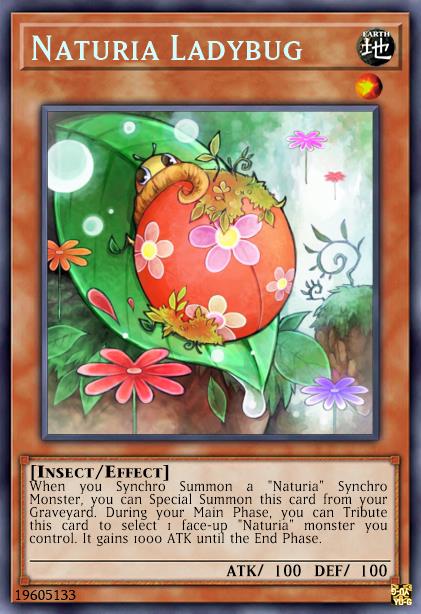 NATURIA LADYBUG
EARTH
地
[INSECT/EFFECT]
When you Synchro Summon a "Naturia" Synchro
Monster, you can Special Summon this card from your
Graveyard. During your Main Phase, you can Tribute
this card to select 1 face-up "Naturia" monster you
control. It gains 1000 ATK until the End Phase.
ATK/ 100 DEF/ 100
19605133